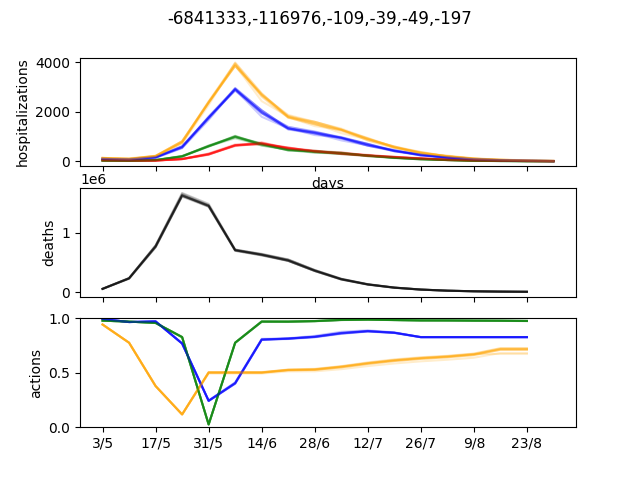 -6841333,-116976,-109,-39,-49,-197
4000
2000
0
hospitalizations
days
1e6
1
0
deaths
1.0
0.5
0.0
actions
3/5 17/5 31/5 14/6 28/6 12/7 26/7 9/8 23/8